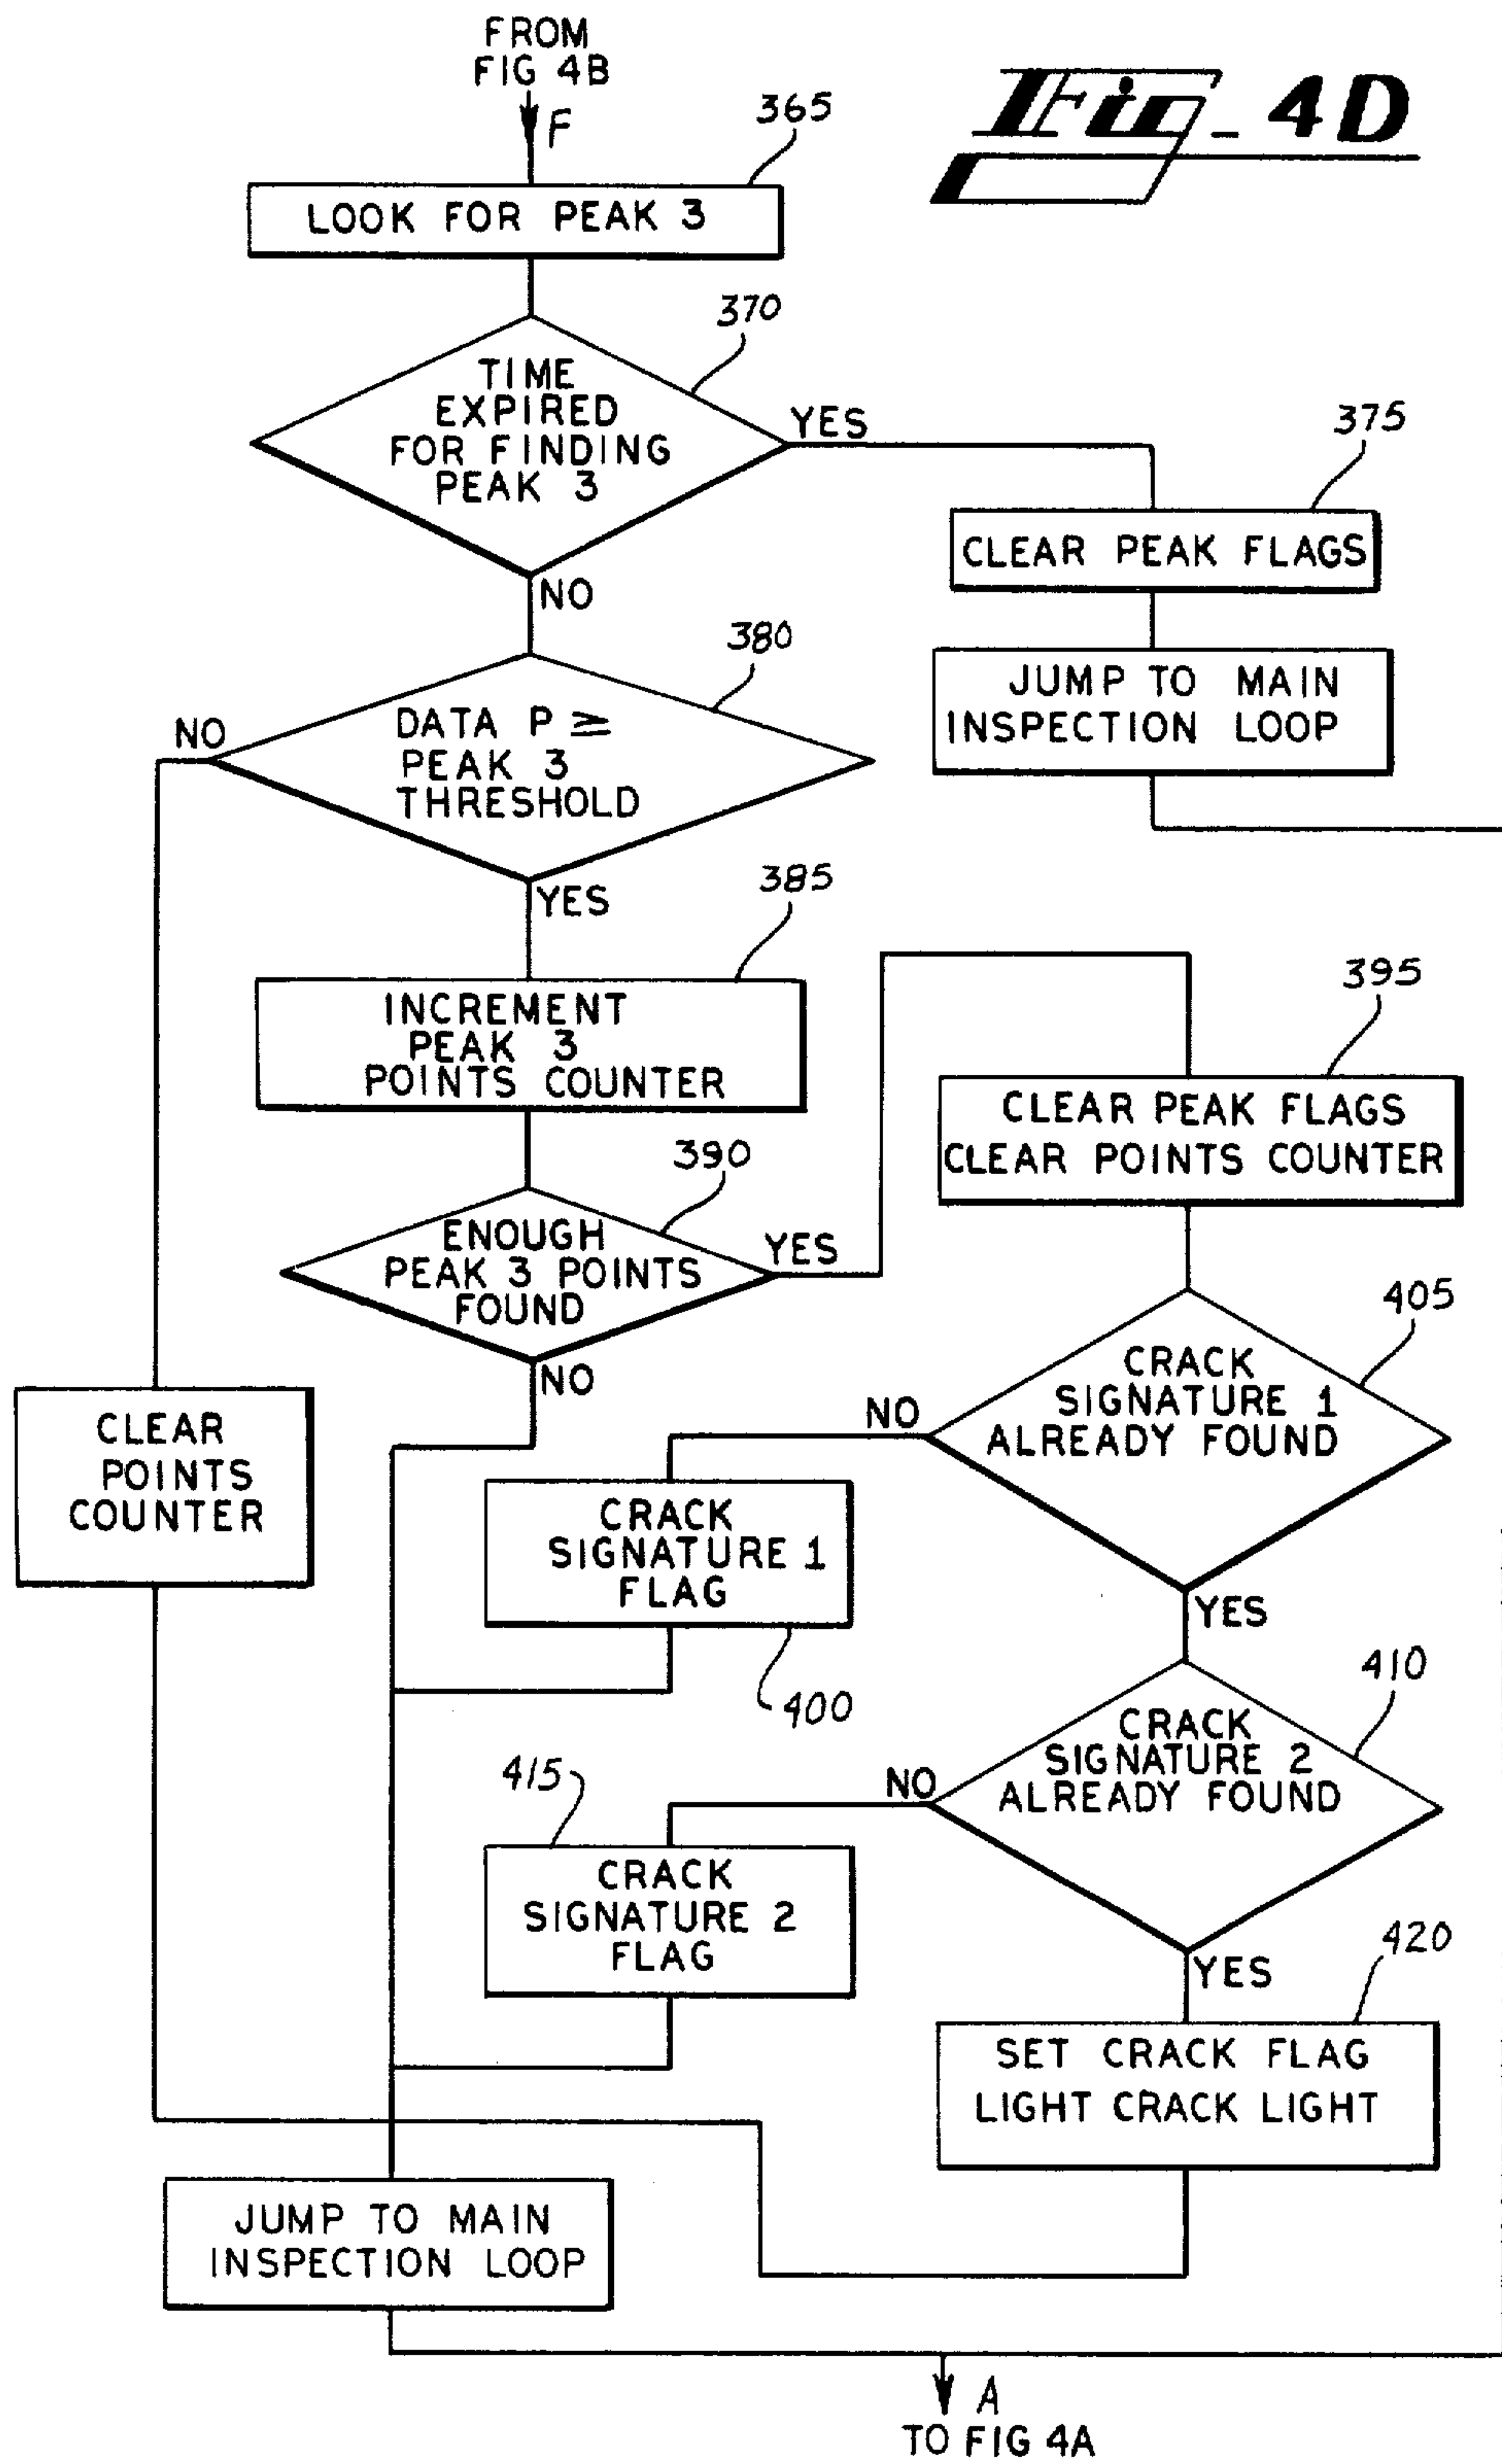 FROM
FIG 4B
F
Fig_ 4D
365
LOOK FOR PEAK 3
370
TIME
EXPIRED
FOR FINDING
PEAK 3
YES
NO
375
CLEAR PEAK FLAGS
JUMP TO MAIN
INSPECTION LOOP
380
DATA P ≥
PEAK 3
THRESHOLD
NO
YES
385
INCREMENT
PEAK 3
POINTS COUNTER
390
ENOUGH
PEAK 3 POINTS
FOUND
YES
NO
395
CLEAR PEAK FLAGS
CLEAR POINTS COUNTER
405
CRACK
SIGNATURE 1
ALREADY FOUND
NO
YES
CLEAR
POINTS
COUNTER
CRACK
SIGNATURE 1
FLAG
400
410
CRACK
SIGNATURE 2
ALREADY FOUND
NO
YES
415
CRACK
SIGNATURE 2
FLAG
420
SET CRACK FLAG
LIGHT CRACK LIGHT
JUMP TO MAIN
INSPECTION LOOP
A
TO FIG 4A